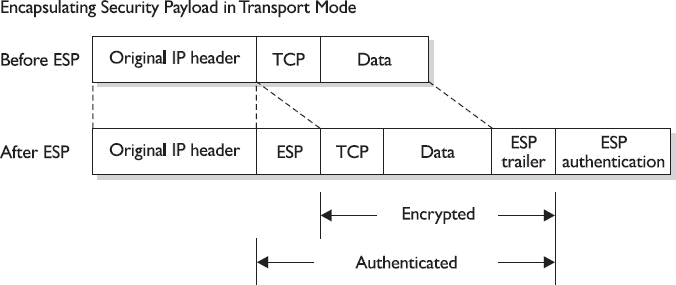 Encapsulating Security Payload in Transport Mode
Before ESP
Original IP header
TCP
Data
After ESP
Original IP header
ESP
TCP
Data
ESP
trailer
ESP
authentication
Encrypted
Authenticated